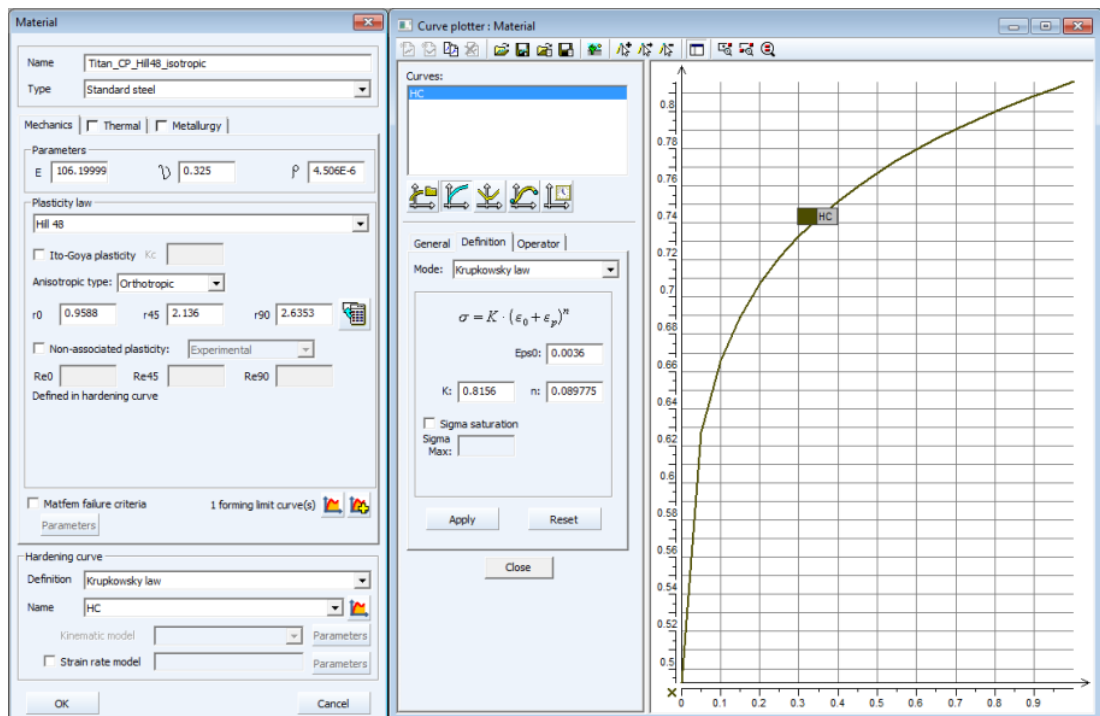 Material
Name Titan_CP_Hill48_isotropic
Type Standard steel
Mechanics Thermal Metallurgy
Parameters
E 106.19999 υ 0.325 ρ 4.506E-6
Plasticity law
Hill 48
Ito-Goya plasticity Kc
Anisotropic type: Orthotropic
r0 0.9588 r45 2.136 r90 2.6353
Non-associated plasticity: Experimental
Re0 Re45 Re90
Defined in hardening curve
Matfem failure criteria 1 forming limit curve(s)
Parameters
Hardening curve
Definition Krupkowsky law
Name HC
Kinematic model Parameters
Strain rate model Parameters
OK Cancel
Curve plotter : Material
Curves:
HC
General Definition Operator
Mode: Krupkowsky law
σ = K · (ε₀ + εₚ)ⁿ
Eps0: 0.0036
K: 0.8156 n: 0.089775
Sigma saturation
Sigma
Max:
Apply Reset
Close
0.8
0.78
0.76
0.74
HC
0.72
0.7
0.68
0.66
0.64
0.62
0.6
0.58
0.56
0.54
0.52
0.5
0 0.1 0.2 0.3 0.4 0.5 0.6 0.7 0.8 0.9